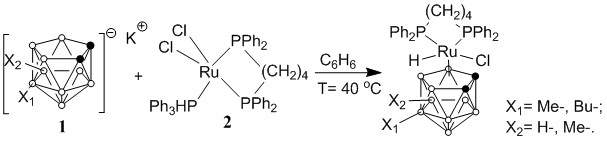 X₂
X₁
1
⊖
K⊕
+
Cl
Cl
Ru
PPh₂
(CH₂)₄
PPh₂
Ph₃HP
2
C₆H₆
T= 40 °C
(CH₂)₄
Ph₂P PPh₂
Ru
H Cl
X₂
X₁
X₁= Me-, Bu-;
X₂= H-, Me-.